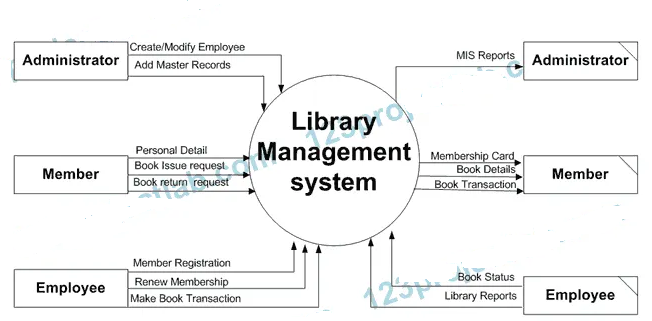 Create/Modify Employee
Administrator
Add Master Records
MIS Reports
Administrator
Library
Management
system
Personal Detail
Book Issue request
Book return request
Member
Membership Card
Book Details
Book Transaction
Member
Member Registration
Renew Membership
Make Book Transaction
Employee
Book Status
Library Reports
Employee